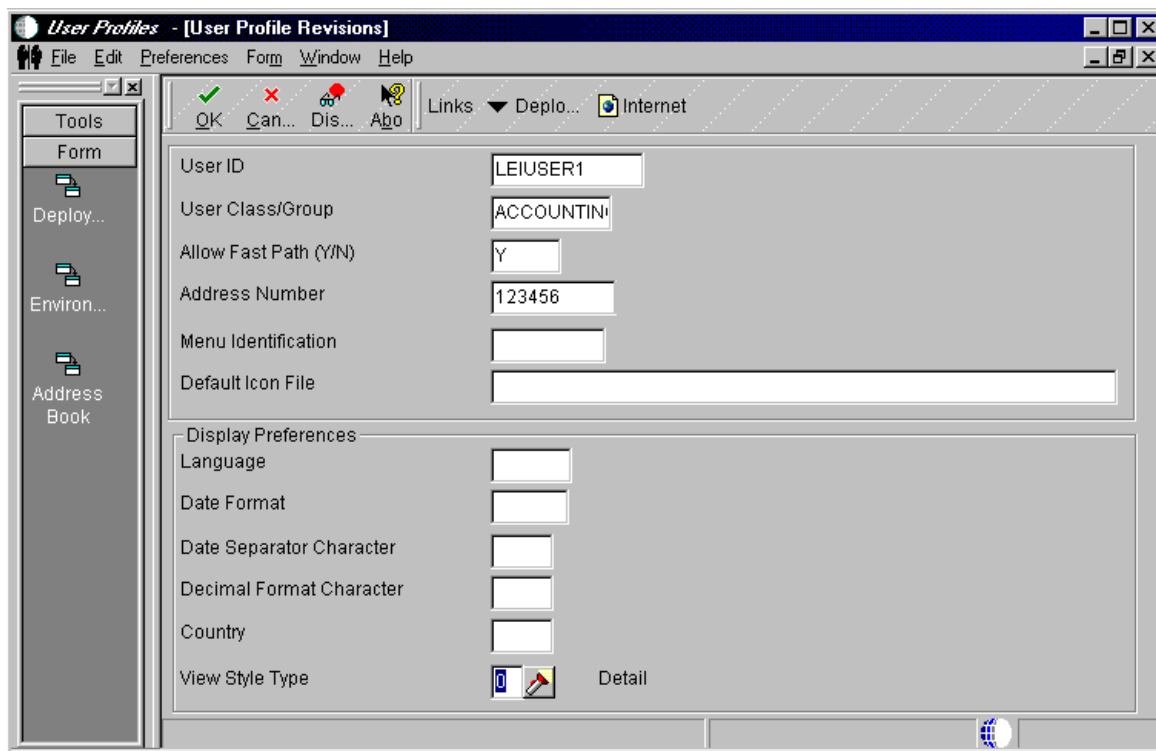 User Profiles - [User Profile Revisions]
File Edit Preferences Form Window Help
Tools
Form
Deploy...
Environ...
Address
Book
OK Can... Dis... Abo
Links Deplo... Internet
User ID LEIUSER1
User Class/Group ACCOUNTING
Allow Fast Path (Y/N) Y
Address Number 123456
Menu Identification
Default Icon File
Display Preferences
Language
Date Format
Date Separator Character
Decimal Format Character
Country
View Style Type 0 Detail